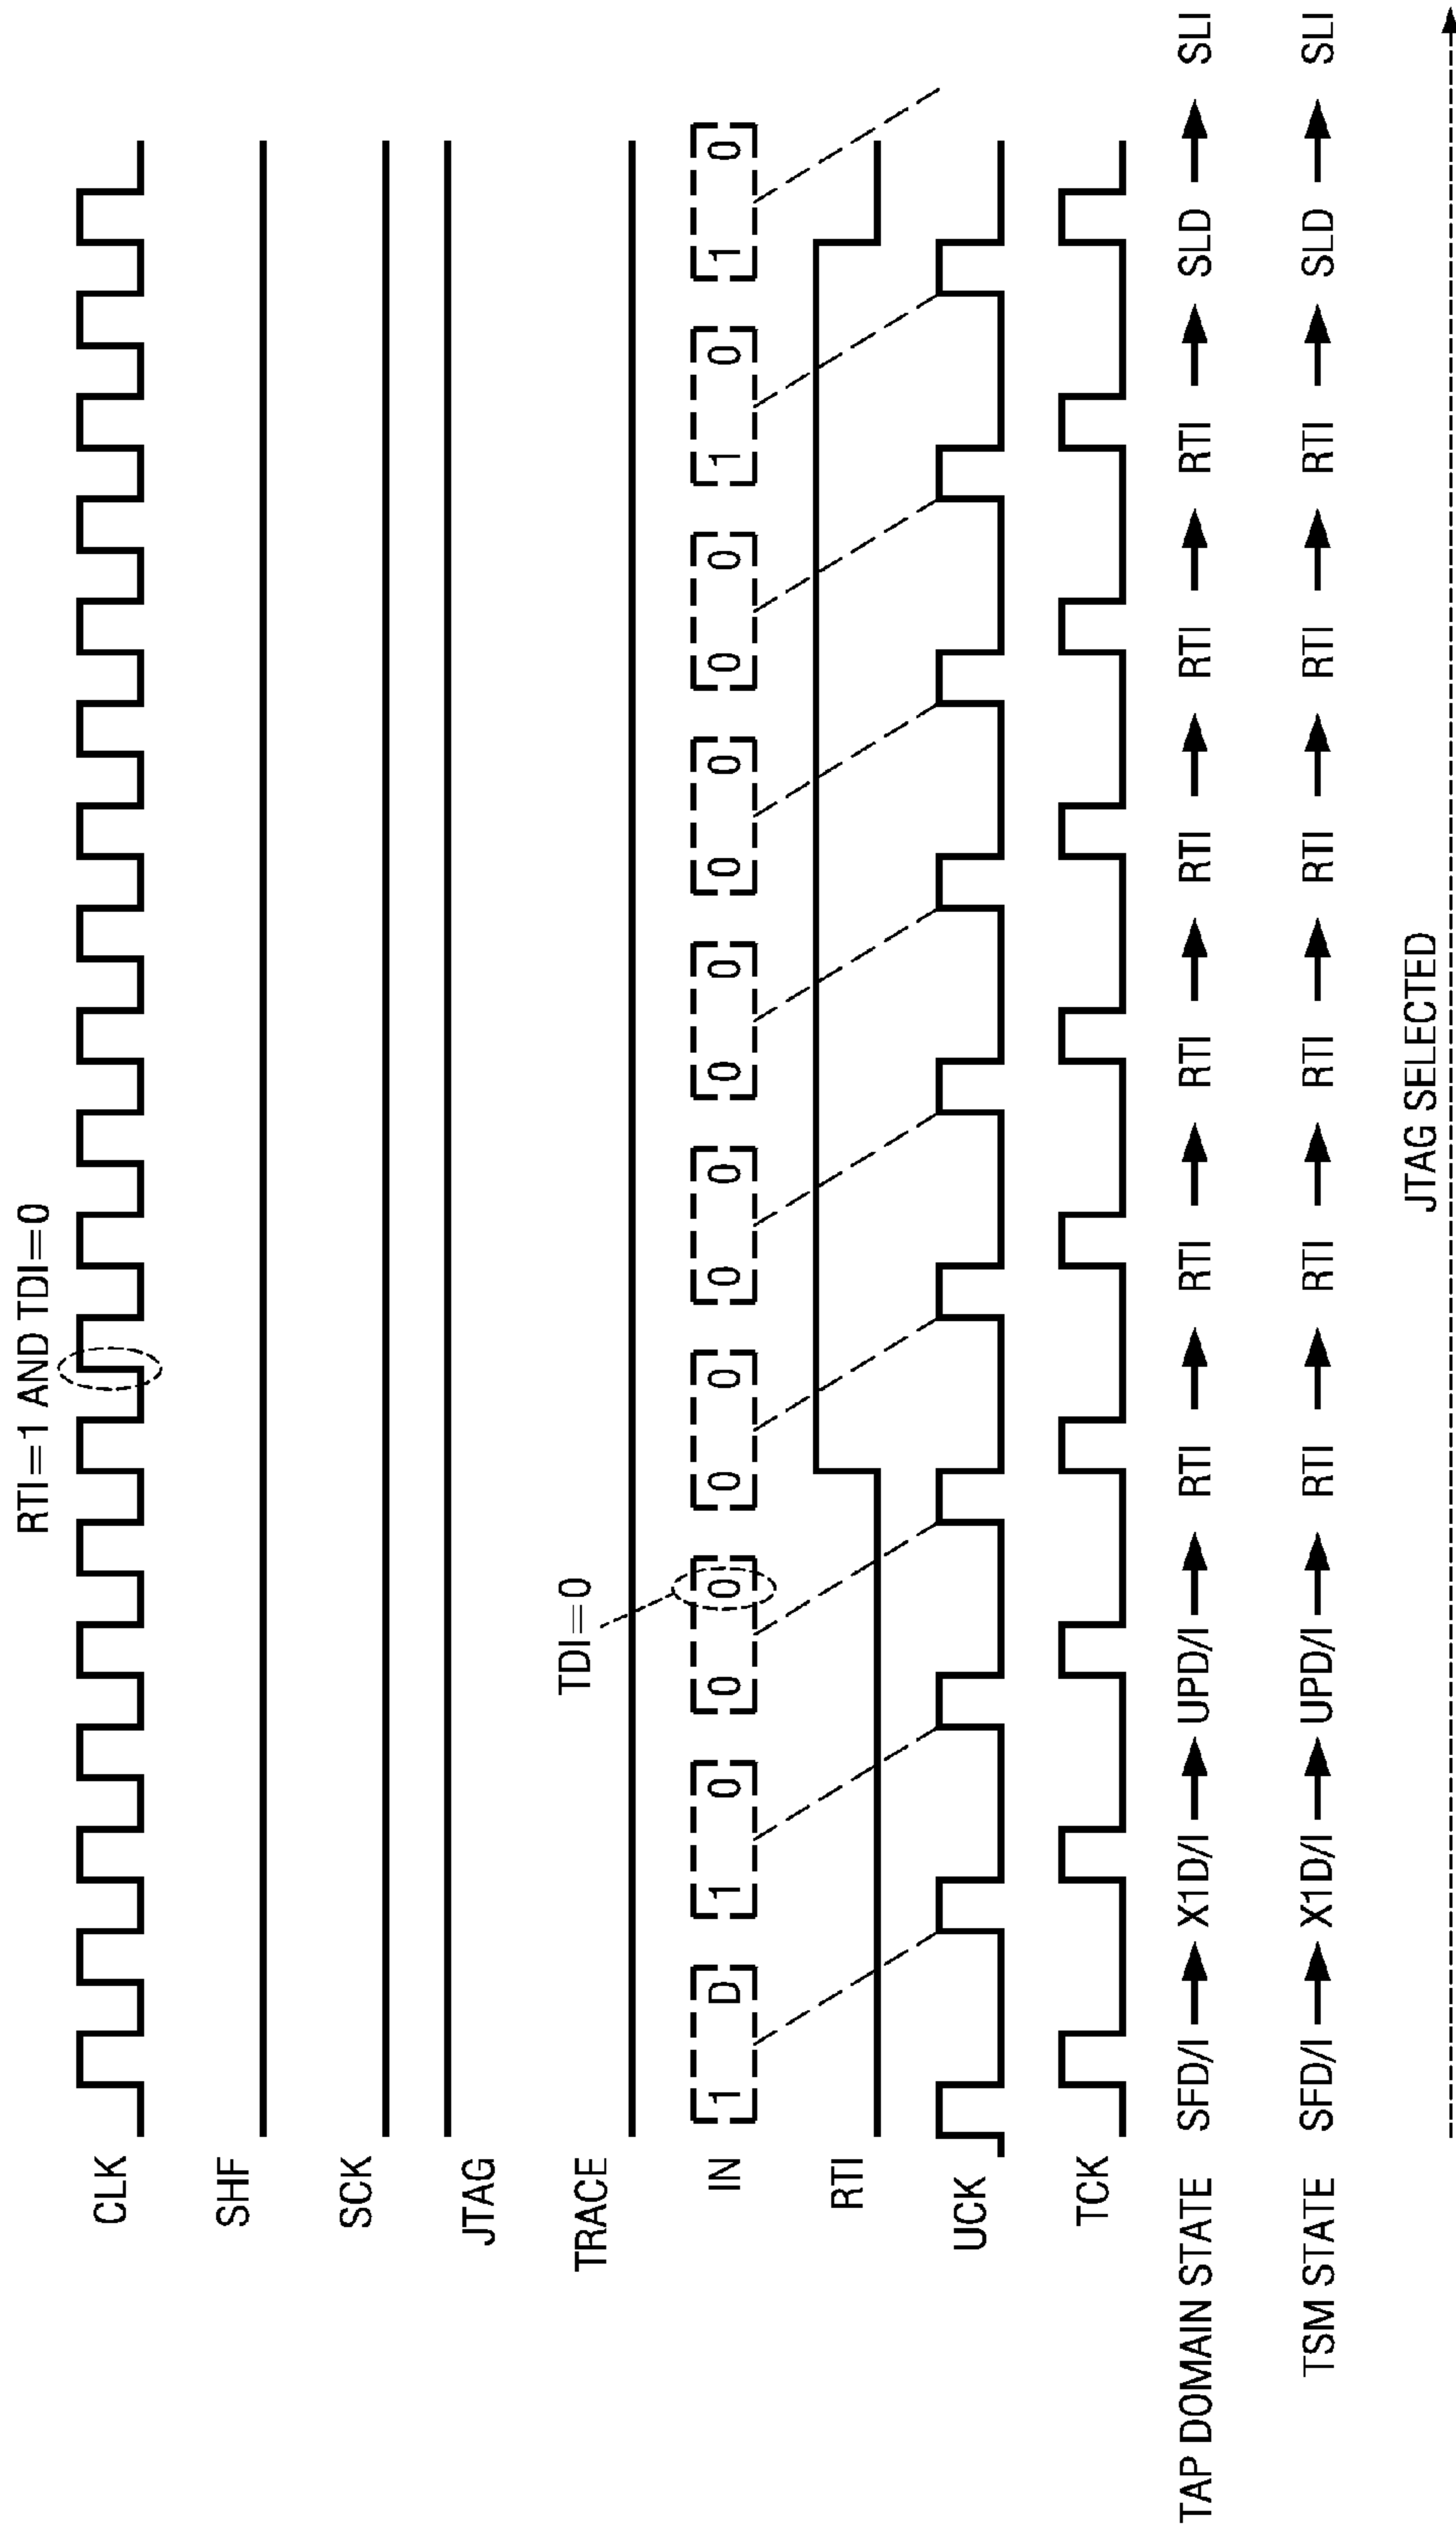 RTI=1 AND TDI=0
CLK
SHF
SCK
JTAG
TRACE
TDI=0
IN 1 D 1 0 0 0 0 0 0 0 0 0 0 0 0 0 1 0 1 0
RTI
UCK
TCK
TAP DOMAIN STATE SFD/I X1D/I UPD/I RTI RTI RTI RTI RTI RTI SLD SLI
TSM STATE SFD/I X1D/I UPD/I RTI RTI RTI RTI RTI RTI SLD SLI
JTAG SELECTED